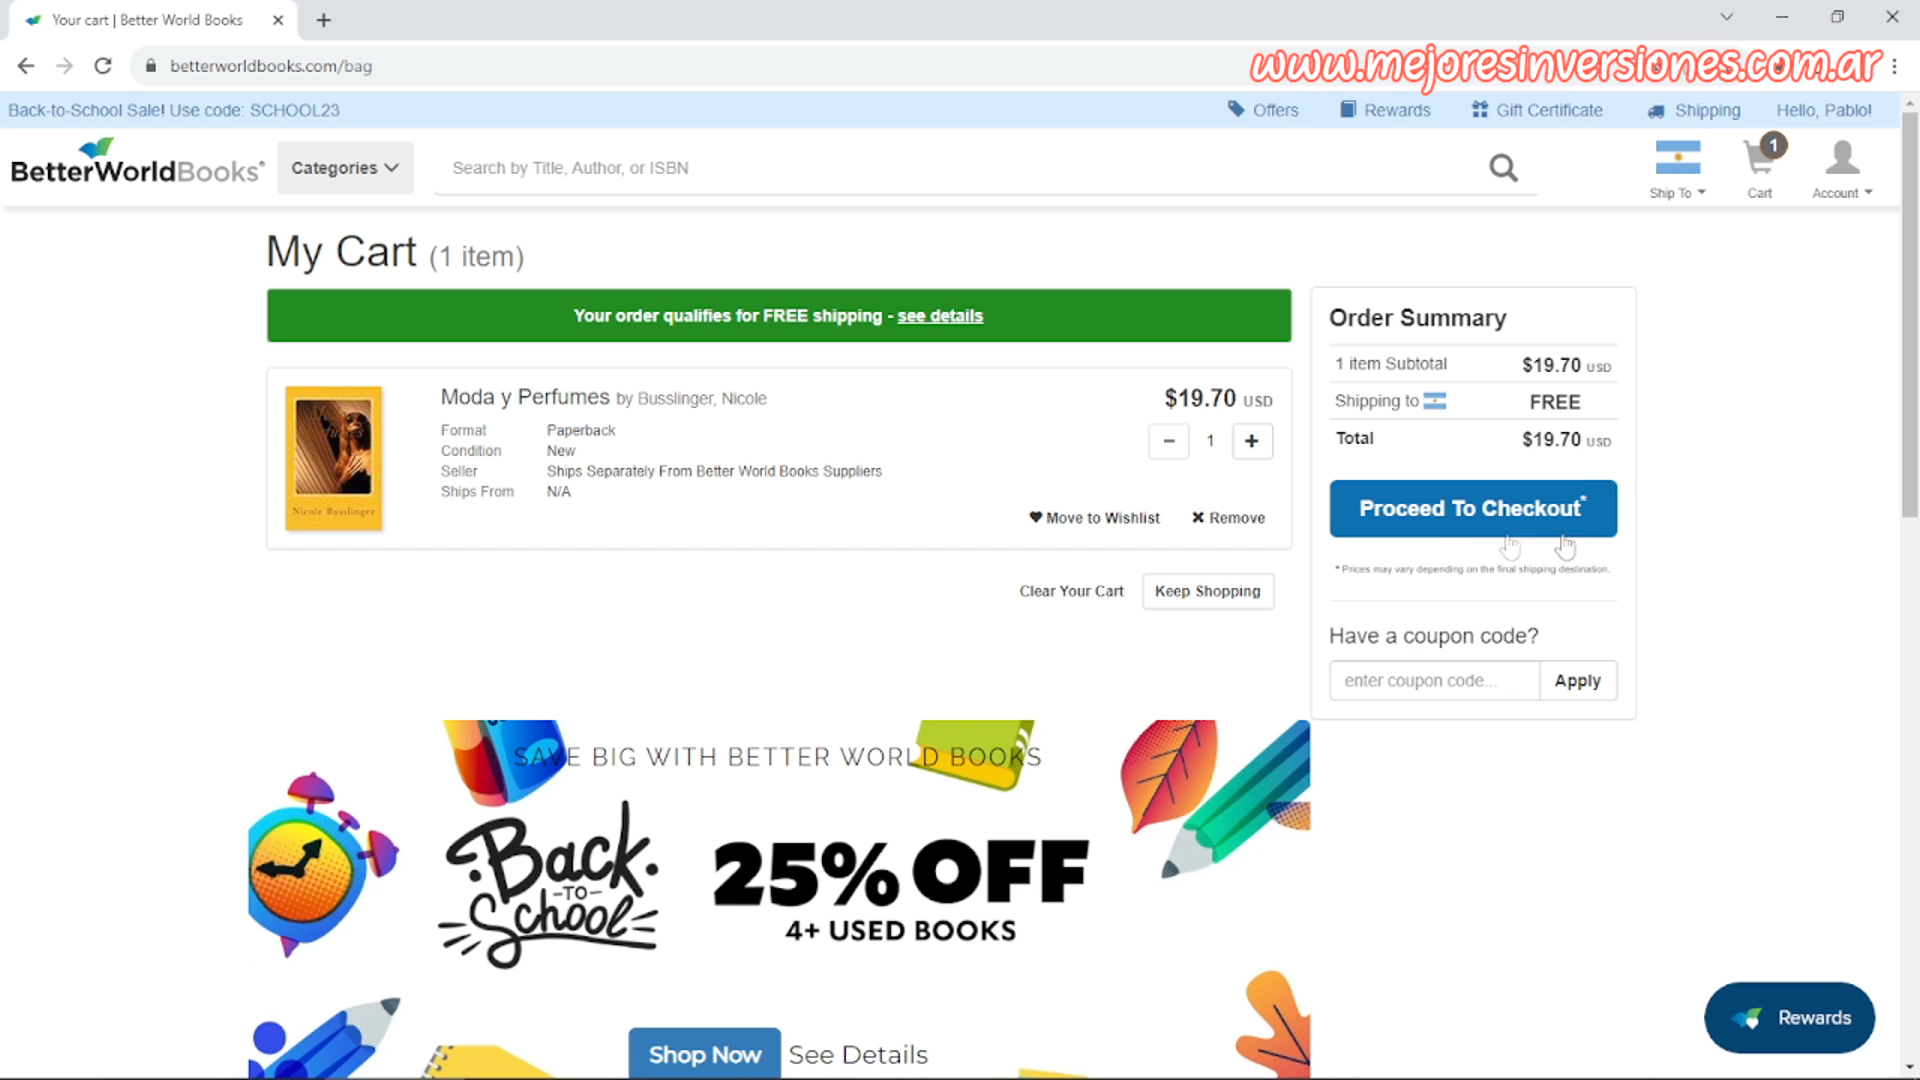 Your cart | Better World Books
betterworldbooks.com/bag
www.mejoresinversiones.com.ar
Back-to-School Sale! Use code: SCHOOL23
Offers
Rewards
Gift Certificate
Shipping
Hello, Pablo!
BetterWorldBooks
Categories
Search by Title, Author, or ISBN
Ship To
1
Cart
Account
My Cart (1 item)
Your order qualifies for FREE shipping - see details
Moda y Perfumes by Busslinger, Nicole
$19.70 USD
Format Paperback
Condition New
Seller Ships Separately From Better World Books Suppliers
Ships From N/A
Nicole Busslinger
− 1 +
Move to Wishlist
Remove
Clear Your Cart
Keep Shopping
Order Summary
1 item Subtotal $19.70 USD
Shipping to FREE
Total $19.70 USD
Proceed To Checkout*
* Prices may vary depending on the final shipping destination.
Have a coupon code?
enter coupon code...
Apply
SAVE BIG WITH BETTER WORLD BOOKS
Back
-TO-
School
25% OFF
4+ USED BOOKS
Shop Now
See Details
Rewards